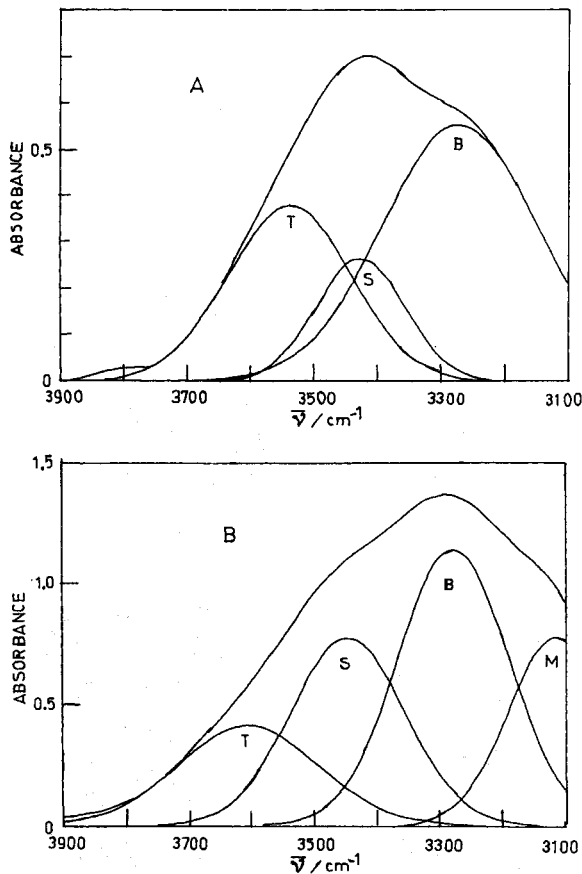 A
ABSORBANCE
0,5
0
T
S
B
3900
3700
3500
3300
3100
ν̅ / cm⁻¹
B
ABSORBANCE
1,5
1,0
0,5
0
T
S
B
M
3900
3700
3500
3300
3100
ν̅ / cm⁻¹